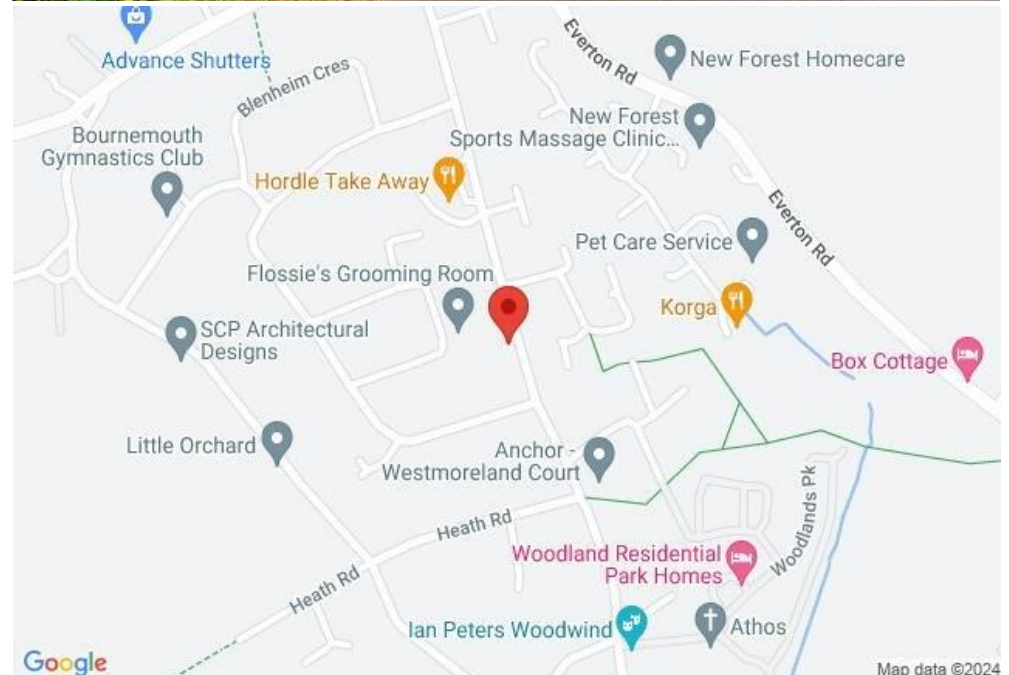 Advance Shutters
Everton Rd
New Forest Homecare
Blenheim Cres
New Forest
Sports Massage Clinic...
Bournemouth
Gymnastics Club
Hordle Take Away
Everton Rd
Pet Care Service
Flossie's Grooming Room
Korga
SCP Architectural
Designs
Box Cottage
Little Orchard
Anchor -
Westmoreland Court
Heath Rd
Woodlands Pk
Woodland Residential
Park Homes
Heath Rd
Ian Peters Woodwind
Athos
Google
Map data ©2024